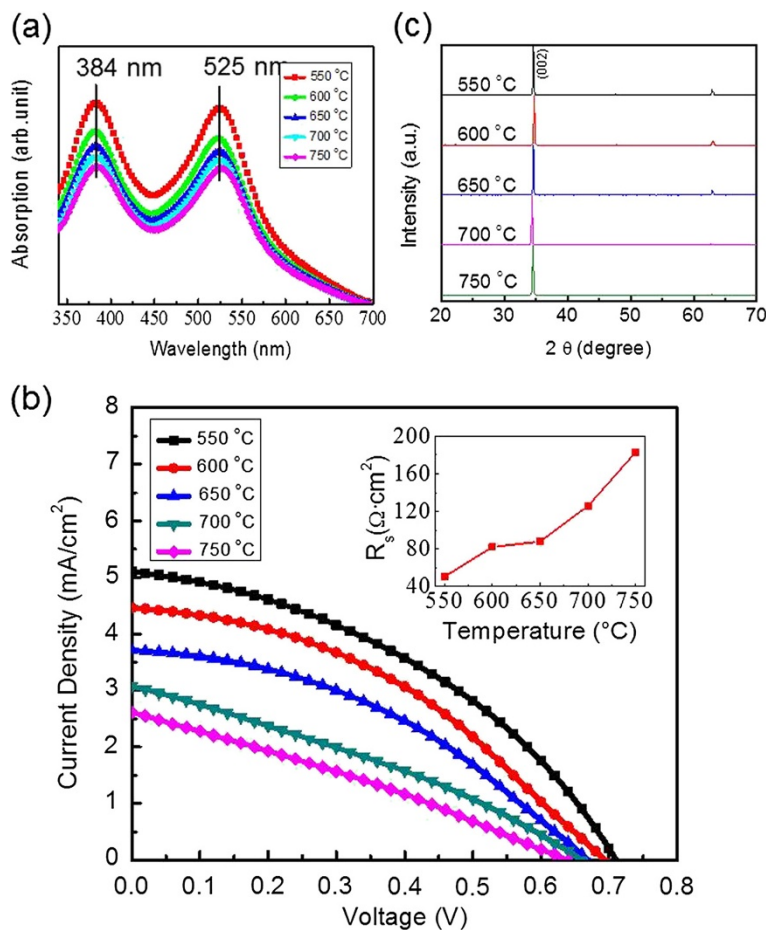 (a)
384 nm 525 nm
550 °C
600 °C
650 °C
700 °C
750 °C
Absorption (arb.unit)
350 400 450 500 550 600 650 700
Wavelength (nm)
(c)
(002)
550 °C
600 °C
650 °C
700 °C
750 °C
Intensity (a.u.)
20 30 40 50 60 70
2 θ (degree)
(b)
8
7
6
5
4
3
2
1
0
Current Density (mA/cm²)
550 °C
600 °C
650 °C
700 °C
750 °C
200
160
120
80
40
Rs(Ω·cm²)
550 600 650 700 750
Temperature (°C)
0.0 0.1 0.2 0.3 0.4 0.5 0.6 0.7 0.8
Voltage (V)